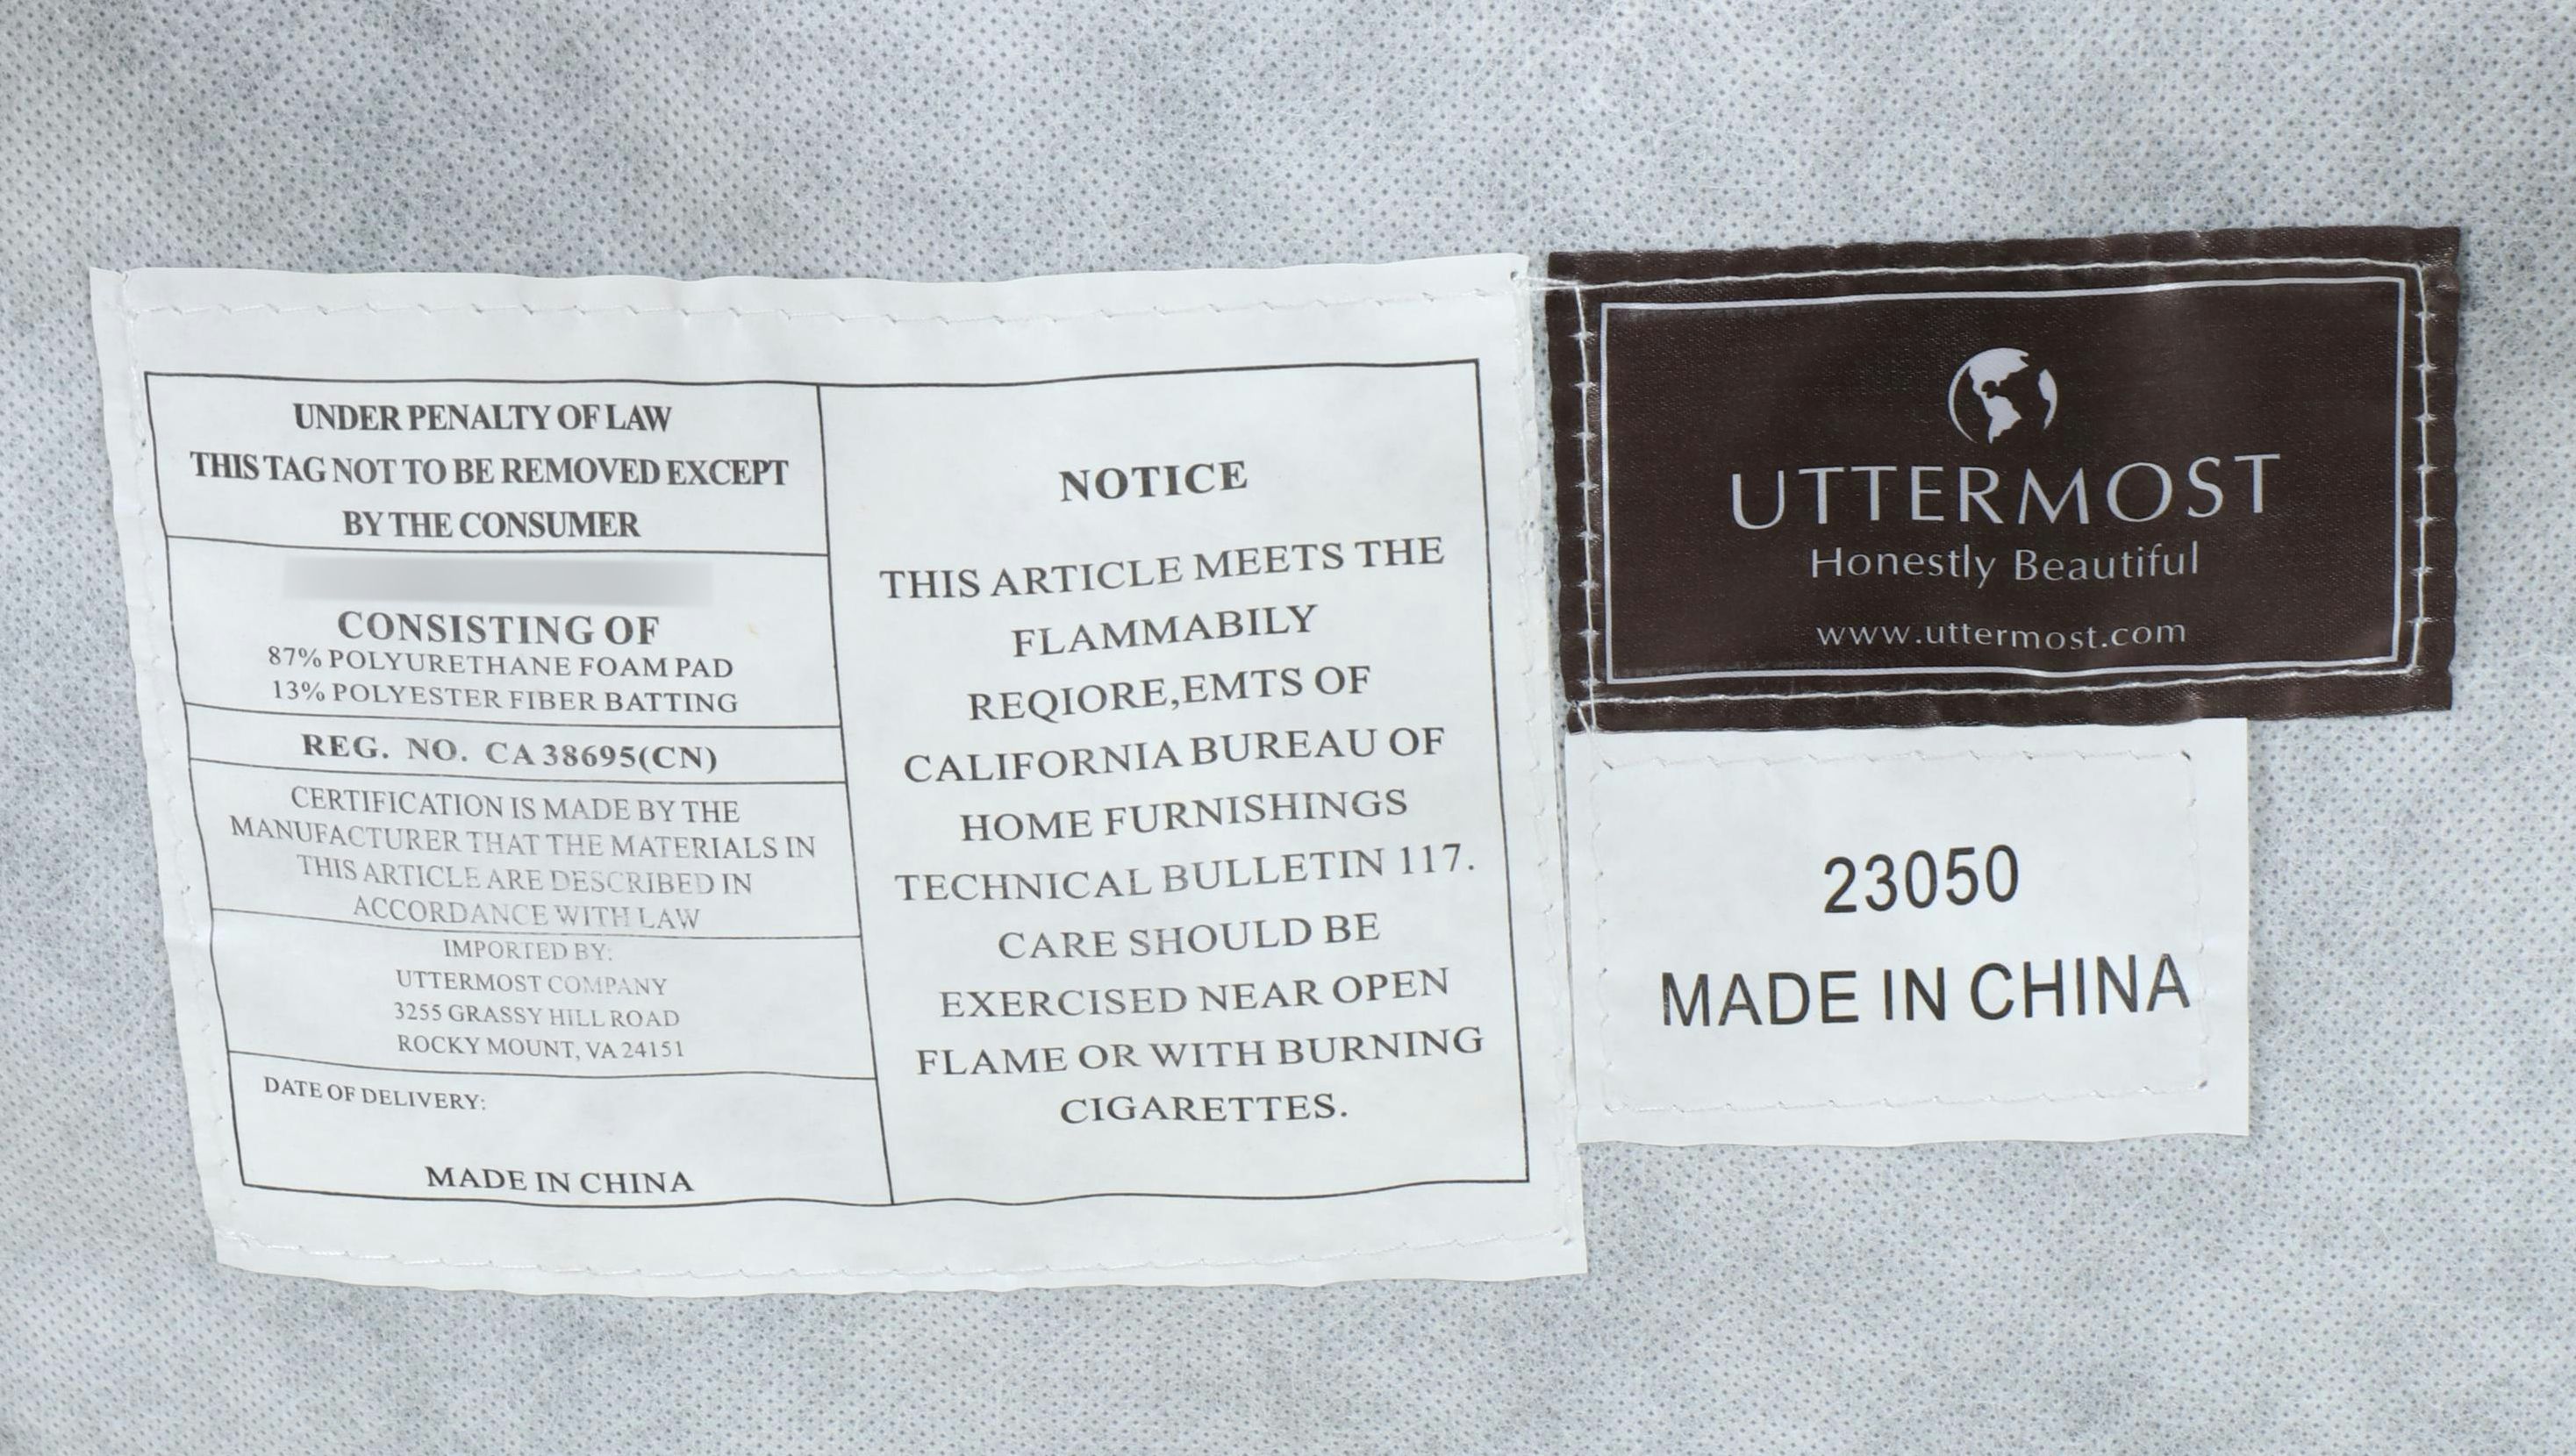 UNDER PENALTY OF LAW
THIS TAG NOT TO BE REMOVED EXCEPT
BY THE CONSUMER
CONSISTING OF
87% POLYURETHANE FOAM PAD
13% POLYESTER FIBER BATTING
REG. NO. CA 38695(CN)
CERTIFICATION IS MADE BY THE
MANUFACTURER THAT THE MATERIALS IN
THIS ARTICLE ARE DESCRIBED IN
ACCORDANCE WITH LAW
IMPORTED BY:
UTTERMOST COMPANY
3255 GRASSY HILL ROAD
ROCKY MOUNT, VA 24151
DATE OF DELIVERY:
MADE IN CHINA
NOTICE
THIS ARTICLE MEETS THE
FLAMMABILY
REQIORE,EMTS OF
CALIFORNIA BUREAU OF
HOME FURNISHINGS
TECHNICAL BULLETIN 117.
CARE SHOULD BE
EXERCISED NEAR OPEN
FLAME OR WITH BURNING
CIGARETTES.
UTTERMOST
Honestly Beautiful
www.uttermost.com
23050
MADE IN CHINA